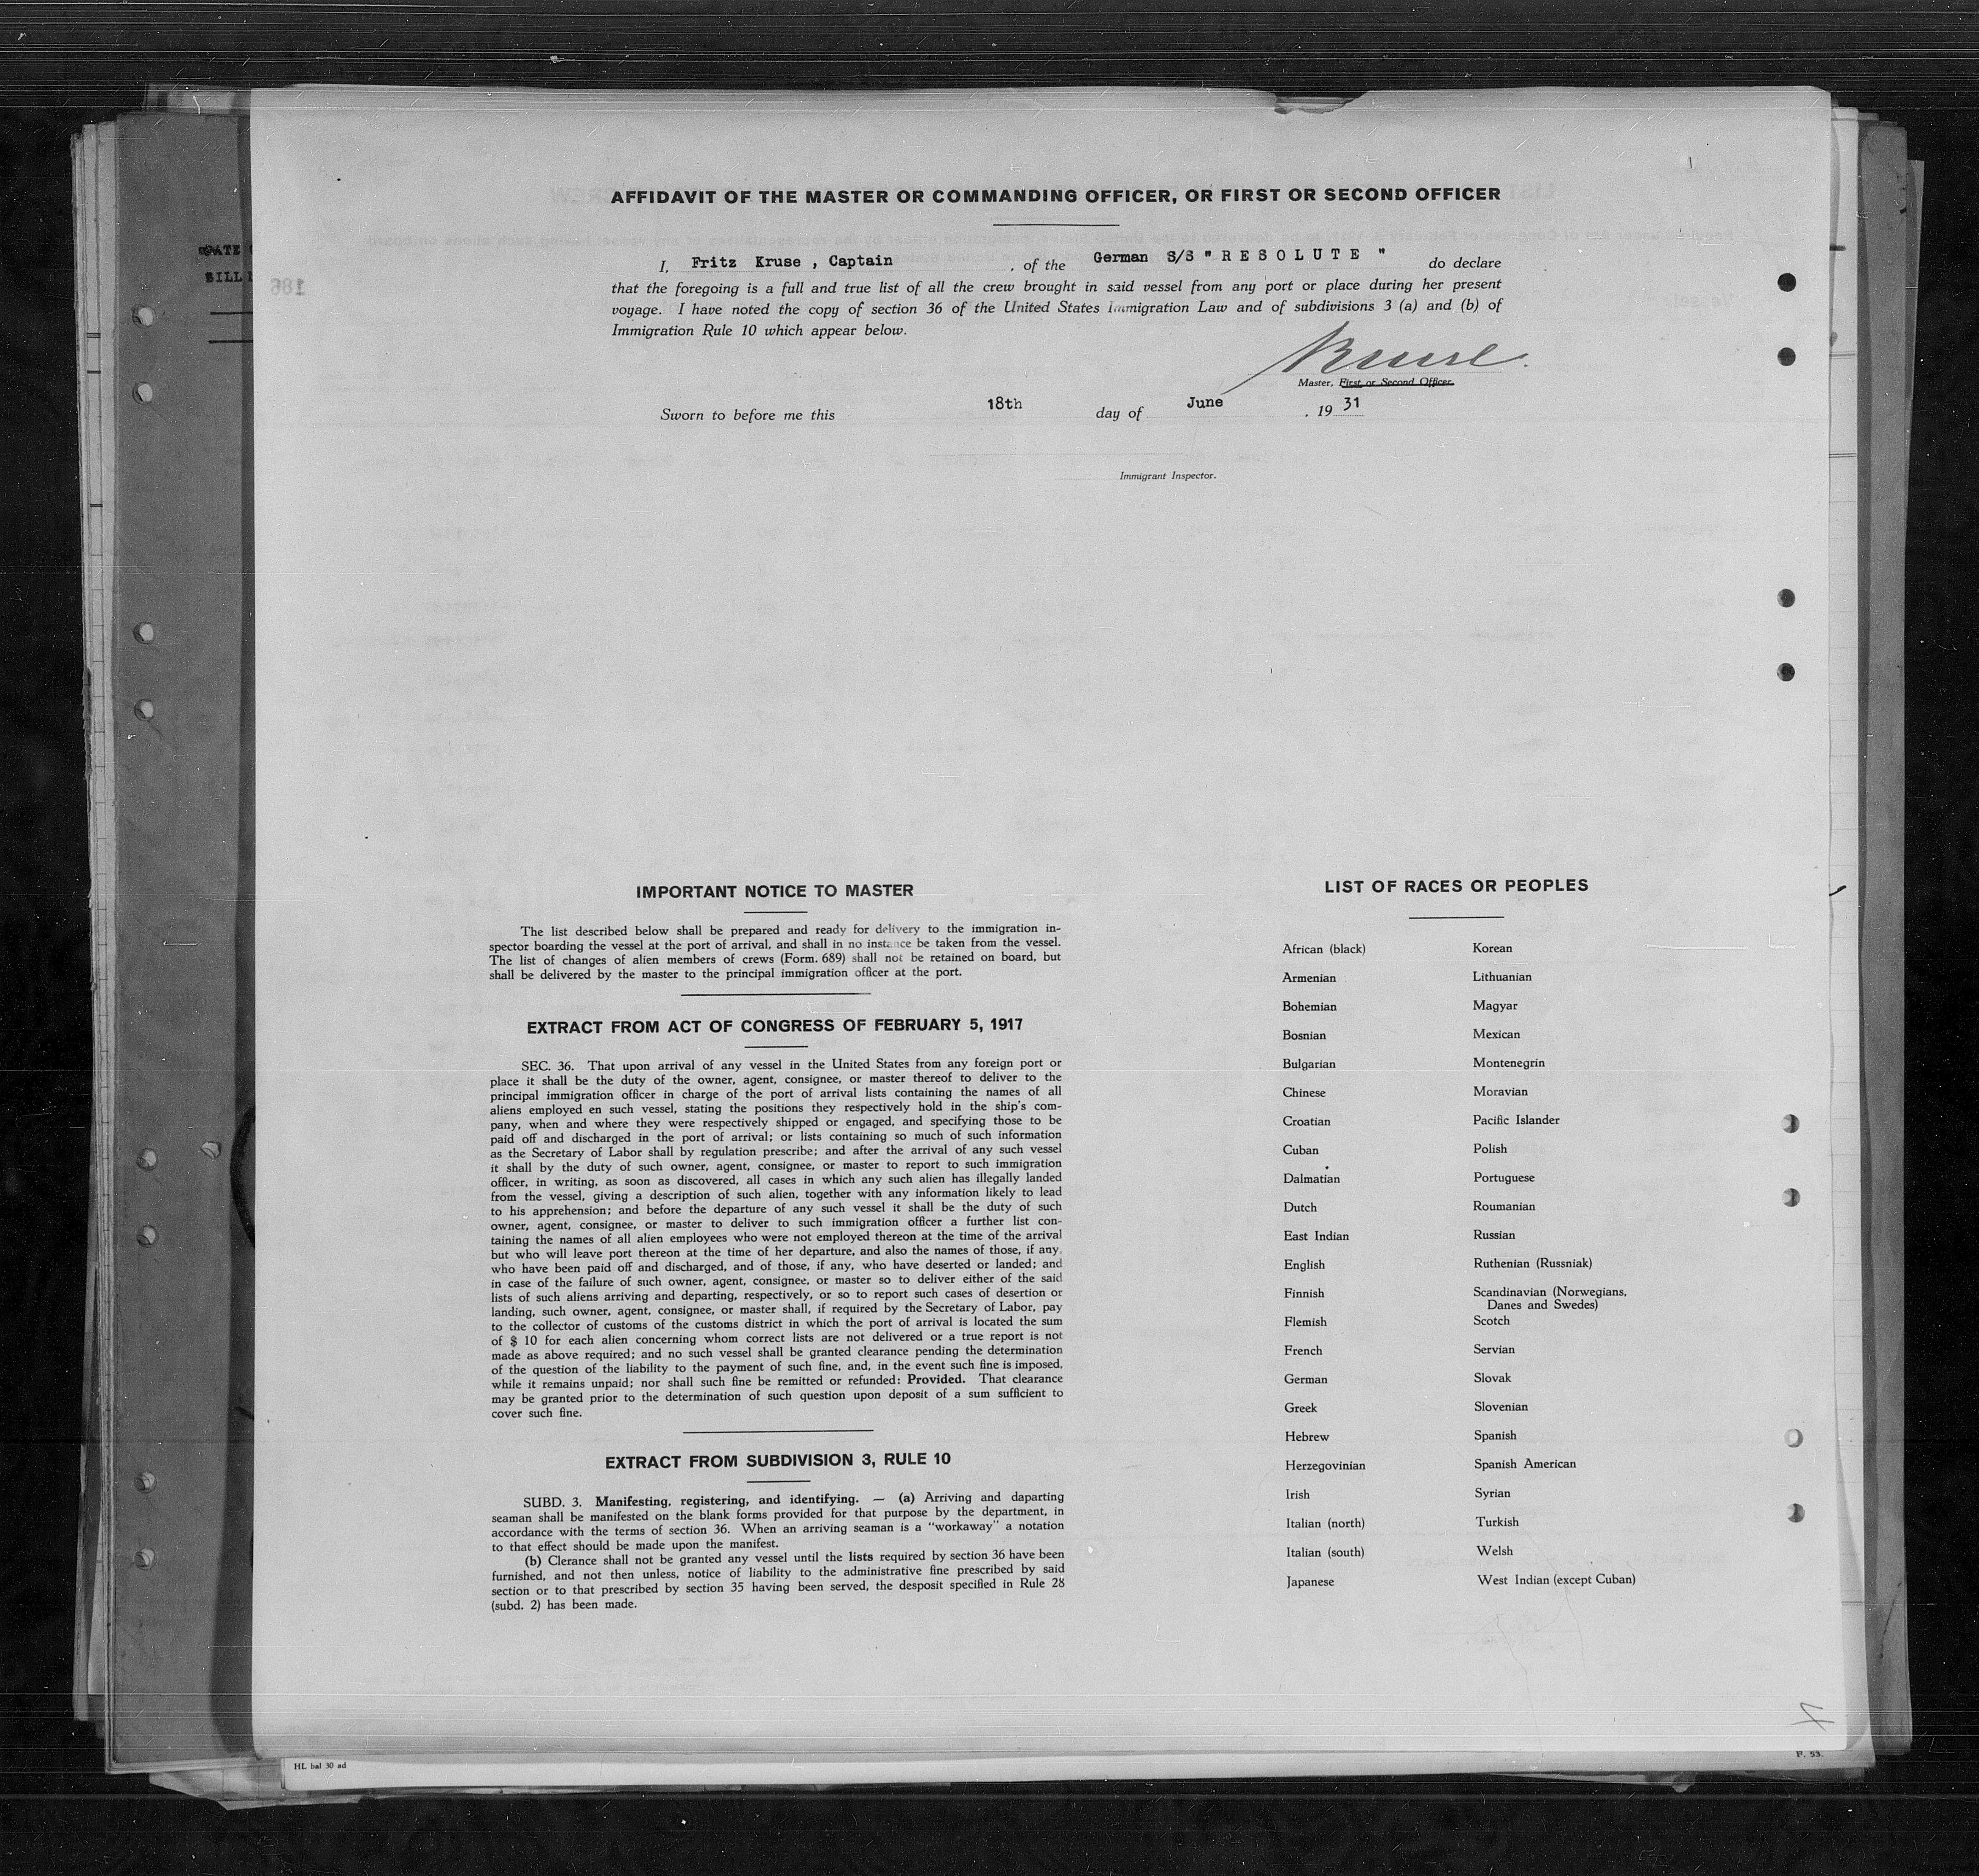 AFFIDAVIT OF THE MASTER OR COMMANDING OFFICER, OR FIRST OR SECOND OFFICER
I, Fritz Kruse , Captain , of the German S/S " R E S O L U T E " do declare
that the foregoing is a full and true list of all the crew brought in said vessel from any port or place during her present
voyage. I have noted the copy of section 36 of the United States Immigration Law and of subdivisions 3 (a) and (b) of
Immigration Rule 10 which appear below.
Kruse.
Master, First or Second Officer.
Sworn to before me this 18th day of June , 19 31
Immigrant Inspector.
186
IMPORTANT NOTICE TO MASTER
The list described below shall be prepared and ready for delivery to the immigration in-
spector boarding the vessel at the port of arrival, and shall in no instance be taken from the vessel.
The list of changes of alien members of crews (Form. 689) shall not be retained on board, but
shall be delivered by the master to the principal immigration officer at the port.
EXTRACT FROM ACT OF CONGRESS OF FEBRUARY 5, 1917
SEC. 36. That upon arrival of any vessel in the United States from any foreign port or
place it shall be the duty of the owner, agent, consignee, or master thereof to deliver to the
principal immigration officer in charge of the port of arrival lists containing the names of all
aliens employed en such vessel, stating the positions they respectively hold in the ship's com-
pany, when and where they were respectively shipped or engaged, and specifying those to be
paid off and discharged in the port of arrival; or lists containing so much of such information
as the Secretary of Labor shall by regulation prescribe; and after the arrival of any such vessel
it shall by the duty of such owner, agent, consignee, or master to report to such immigration
officer, in writing, as soon as discovered, all cases in which any such alien has illegally landed
from the vessel, giving a description of such alien, together with any information likely to lead
to his apprehension; and before the departure of any such vessel it shall be the duty of such
owner, agent, consignee, or master to deliver to such immigration officer a further list con-
taining the names of all alien employees who were not employed thereon at the time of the arrival
but who will leave port thereon at the time of her departure, and also the names of those, if any,
who have been paid off and discharged, and of those, if any, who have deserted or landed; and
in case of the failure of such owner, agent, consignee, or master so to deliver either of the said
lists of such aliens arriving and departing, respectively, or so to report such cases of desertion or
landing, such owner, agent, consignee, or master shall, if required by the Secretary of Labor, pay
to the collector of customs of the customs district in which the port of arrival is located the sum
of $ 10 for each alien concerning whom correct lists are not delivered or a true report is not
made as above required; and no such vessel shall be granted clearance pending the determination
of the question of the liability to the payment of such fine, and, in the event such fine is imposed,
while it remains unpaid; nor shall such fine be remitted or refunded: Provided. That clearance
may be granted prior to the determination of such question upon deposit of a sum sufficient to
cover such fine.
EXTRACT FROM SUBDIVISION 3, RULE 10
SUBD. 3. Manifesting, registering, and identifying. — (a) Arriving and daparting
seaman shall be manifested on the blank forms provided for that purpose by the department, in
accordance with the terms of section 36. When an arriving seaman is a "workaway" a notation
to that effect should be made upon the manifest.
(b) Clerance shall not be granted any vessel until the lists required by section 36 have been
furnished, and not then unless, notice of liability to the administrative fine prescribed by said
section or to that prescribed by section 35 having been served, the desposit specified in Rule 28
(subd. 2) has been made.
LIST OF RACES OR PEOPLES
African (black) Korean
Armenian Lithuanian
Bohemian Magyar
Bosnian Mexican
Bulgarian Montenegrin
Chinese Moravian
Croatian Pacific Islander
Cuban Polish
Dalmatian Portuguese
Dutch Roumanian
East Indian Russian
English Ruthenian (Russniak)
Finnish Scandinavian (Norwegians,
Danes and Swedes)
Flemish Scotch
French Servian
German Slovak
Greek Slovenian
Hebrew Spanish
Herzegovinian Spanish American
Irish Syrian
Italian (north) Turkish
Italian (south) Welsh
Japanese West Indian (except Cuban)
HL bal 30 ad
F. 53.